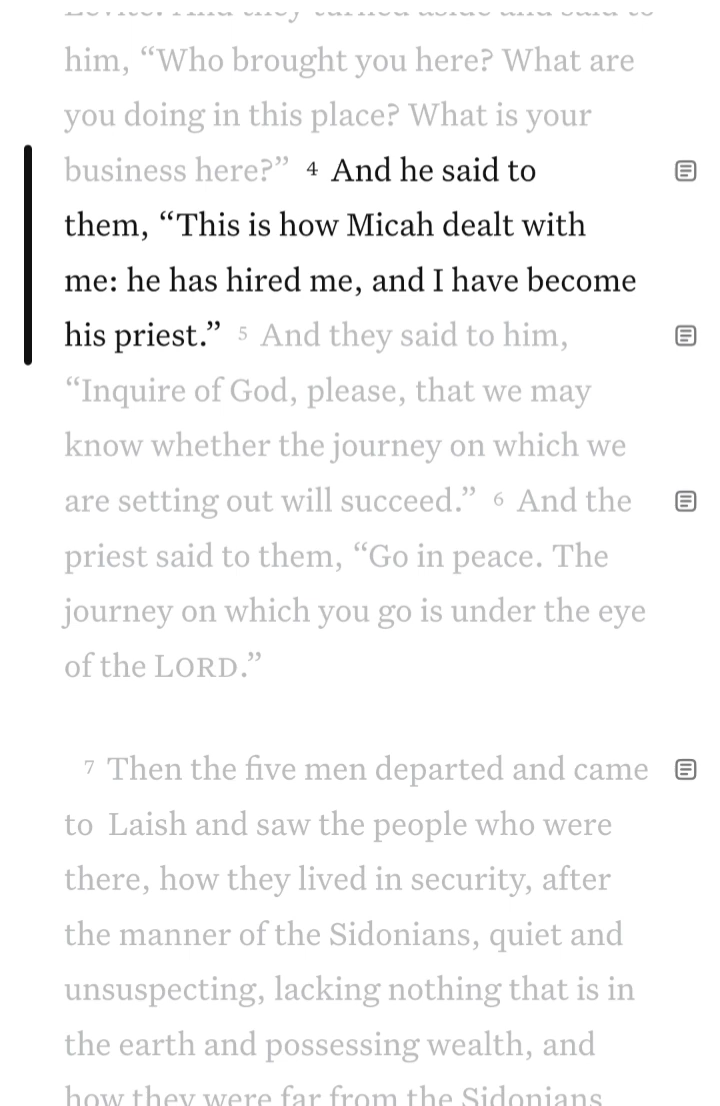 him, “Who brought you here? What are
you doing in this place? What is your
business here?” 4 And he said to
them, “This is how Micah dealt with
me: he has hired me, and I have become
his priest.” 5 And they said to him,
“Inquire of God, please, that we may
know whether the journey on which we
are setting out will succeed.” 6 And the
priest said to them, “Go in peace. The
journey on which you go is under the eye
of the LORD.”
7 Then the five men departed and came
to Laish and saw the people who were
there, how they lived in security, after
the manner of the Sidonians, quiet and
unsuspecting, lacking nothing that is in
the earth and possessing wealth, and
how they were far from the Sidonians